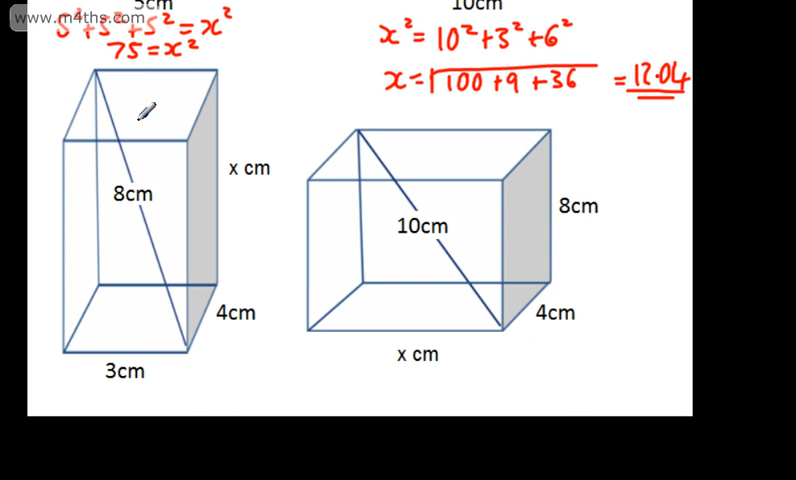 www.m4ths.com
5cm
10cm
5² + 5² + 5² = x²
75 = x²
x² = 10² + 3² + 6²
x = √100 + 9 + 36 = 12.04
x cm
8cm
4cm
3cm
8cm
10cm
4cm
x cm